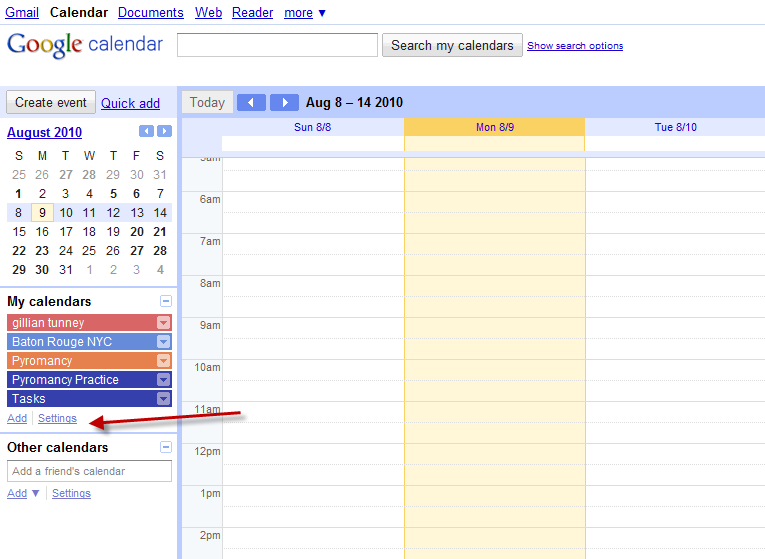 Gmail Calendar Documents Web Reader more ▼
Google calendar Search my calendars Show search options
Create event Quick add Today Aug 8 – 14 2010
August 2010
Sun 8/8 Mon 8/9 Tue 8/10
S M T W T F S
25 26 27 28 29 30 31
1 2 3 4 5 6 7
8 9 10 11 12 13 14
15 16 17 18 19 20 21
22 23 24 25 26 27 28
29 30 31 1 2 3 4
My calendars
gillian tunney
Baton Rouge NYC
Pyromancy
Pyromancy Practice
Tasks
Add Settings
Other calendars
Add a friend's calendar
Add ▼ Settings
5am
6am
7am
8am
9am
10am
11am
12pm
1pm
2pm